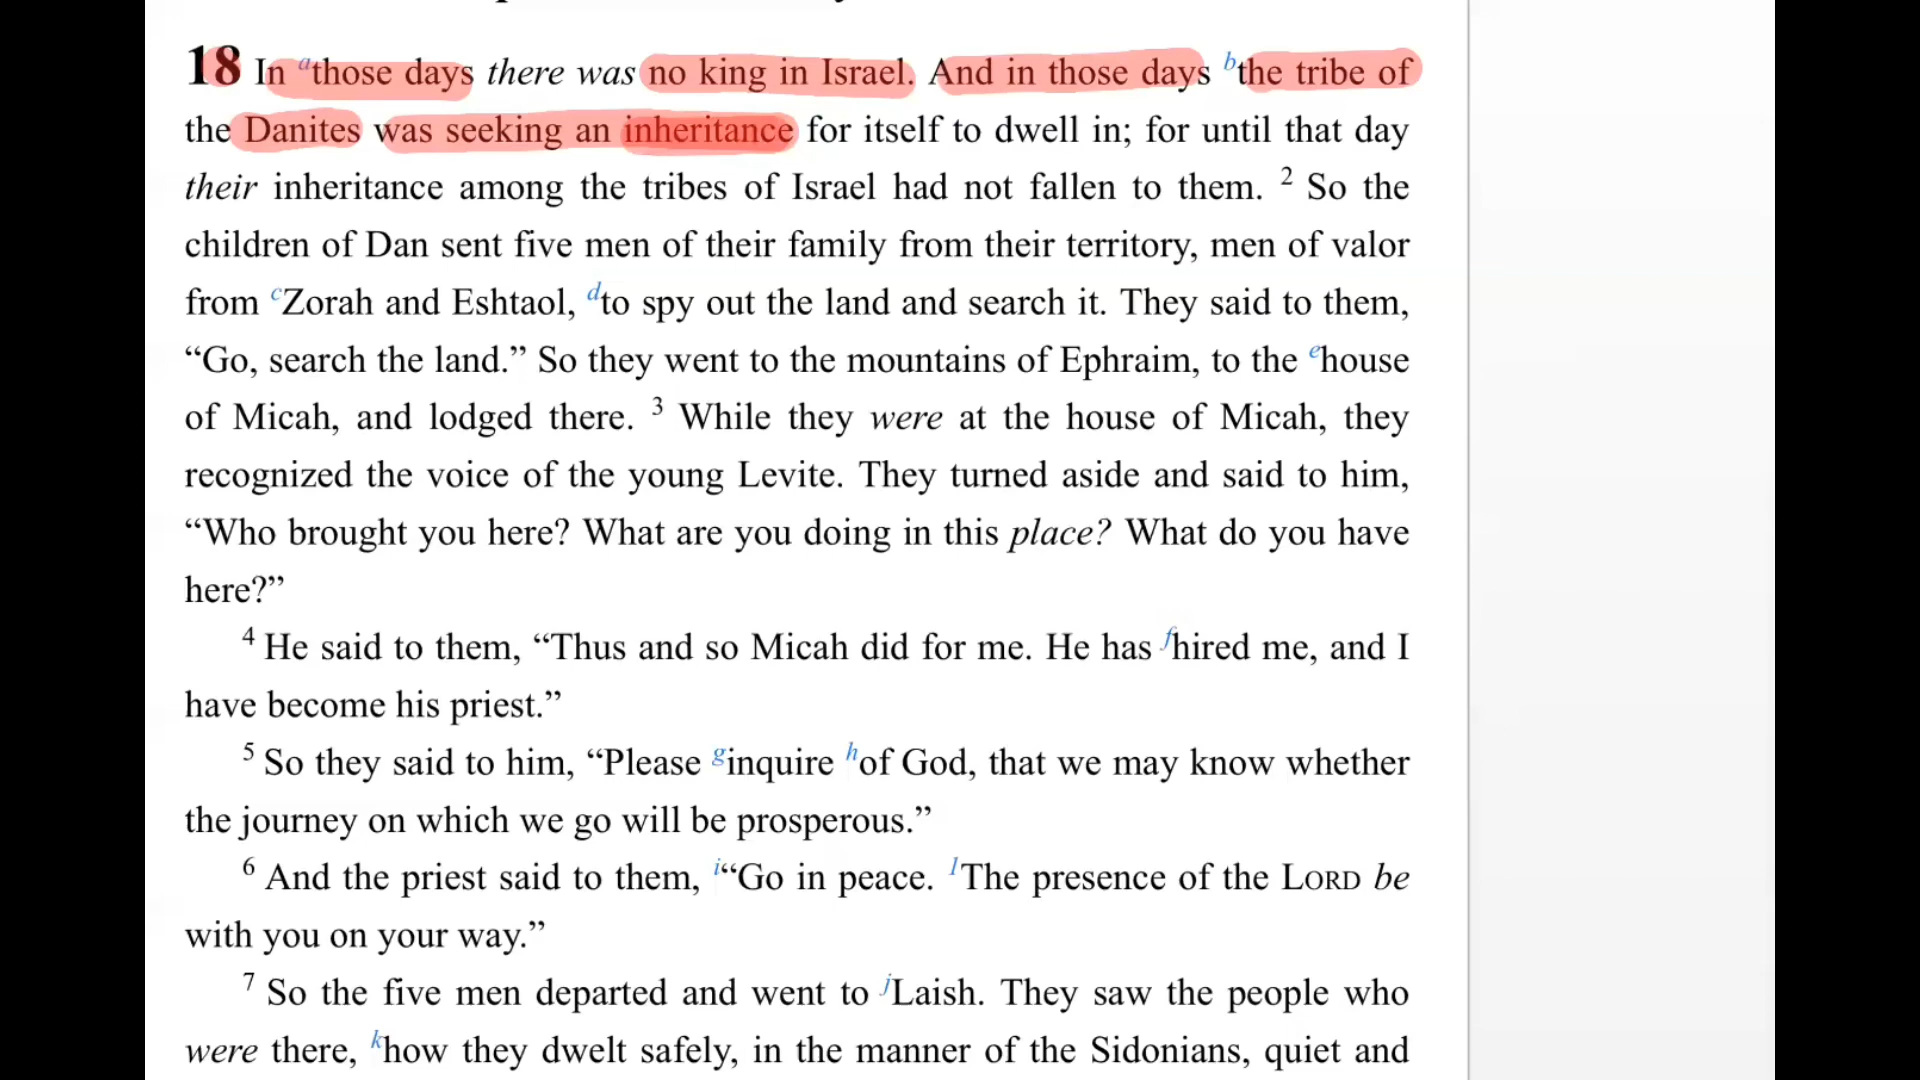 18 In ᵃthose days there was no king in Israel. And in those days ᵇthe tribe of
the Danites was seeking an inheritance for itself to dwell in; for until that day
their inheritance among the tribes of Israel had not fallen to them. ² So the
children of Dan sent five men of their family from their territory, men of valor
from ᶜZorah and Eshtaol, ᵈto spy out the land and search it. They said to them,
“Go, search the land.” So they went to the mountains of Ephraim, to the ᵉhouse
of Micah, and lodged there. ³ While they were at the house of Micah, they
recognized the voice of the young Levite. They turned aside and said to him,
“Who brought you here? What are you doing in this place? What do you have
here?”
⁴ He said to them, “Thus and so Micah did for me. He has ᶠhired me, and I
have become his priest.”
⁵ So they said to him, “Please ᵍinquire ʰof God, that we may know whether
the journey on which we go will be prosperous.”
⁶ And the priest said to them, ⁱ“Go in peace. ˡThe presence of the LORD be
with you on your way.”
⁷ So the five men departed and went to ʲLaish. They saw the people who
were there, ᵏhow they dwelt safely, in the manner of the Sidonians, quiet and